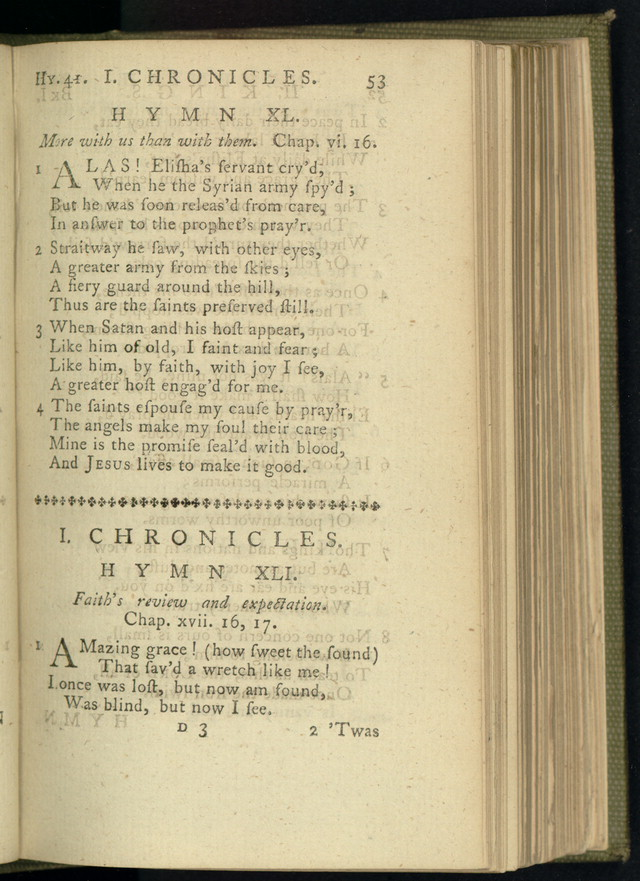 Hy. 41. I. CHRONICLES. 53
HYMN XL.
More with us than with them. Chap. vi. 16.
1 ALAS! Eliſha's ſervant cry'd,
When he the Syrian army ſpy'd ;
But he was ſoon releas'd from care,
In anſwer to the prophet's pray'r.
2 Straitway he ſaw, with other eyes,
A greater army from the ſkies ;
A fiery guard around the hill,
Thus are the ſaints preſerved ſtill.
3 When Satan and his hoſt appear,
Like him of old, I faint and fear ;
Like him, by faith, with joy I ſee,
A greater hoſt engag'd for me.
4 The ſaints eſpouſe my cauſe by pray'r,
The angels make my ſoul their care ;
Mine is the promiſe ſeal'd with blood,
And JESUS lives to make it good.
I. CHRONICLES.
HYMN XLI.
Faith's review and expectation.
Chap. xvii. 16, 17.
1 AMazing grace ! (how ſweet the ſound)
That ſav'd a wretch like me !
I once was loſt, but now am found,
Was blind, but now I ſee.
D 3 2 'Twas